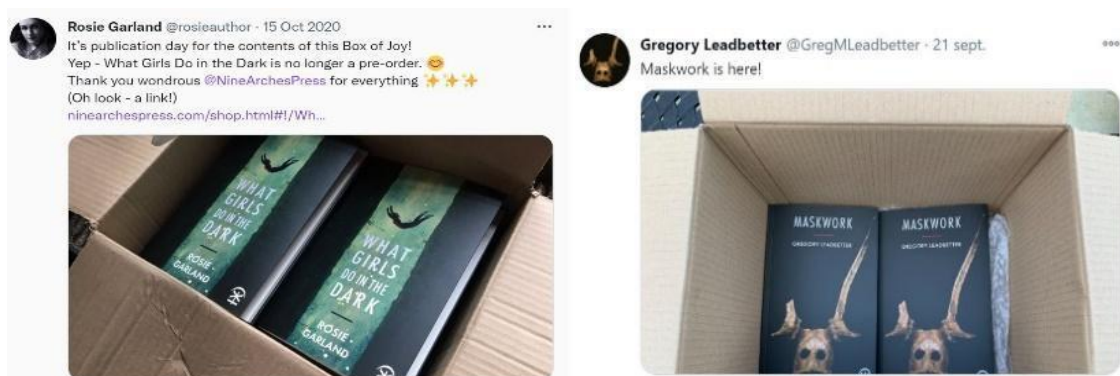 Rosie Garland @rosieauthor · 15 Oct 2020
It's publication day for the contents of this Box of Joy!
Yep - What Girls Do in the Dark is no longer a pre-order. 😊
Thank you wondrous @NineArchesPress for everything ✨✨✨
(Oh look - a link!)
ninearchespress.com/shop.html#!/Wh...
WHAT
GIRLS
DO IN THE
DARK
ROSIE
GARLAND
WHAT
GIRLS
DO IN THE
DARK
ROSIE
GARLAND
Gregory Leadbetter @GregMLeadbetter · 21 sept.
Maskwork is here!
MASKWORK
GREGORY LEADBETTER
MASKWORK
GREGORY LEADBETTER